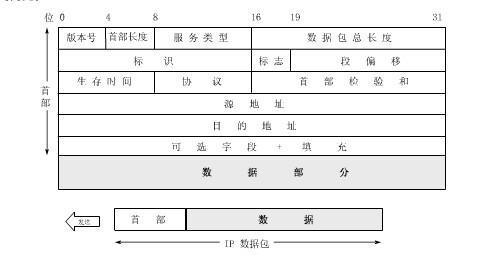 位 0 4 8 16 19 31
版本号 首部长度 服务类型 数据包总长度
标识 标志 段偏移
生存时间 协议 首部检验和
首部
源地址
目的地址
可选字段 + 填充
数据部分
发送 首部 数据
IP 数据包